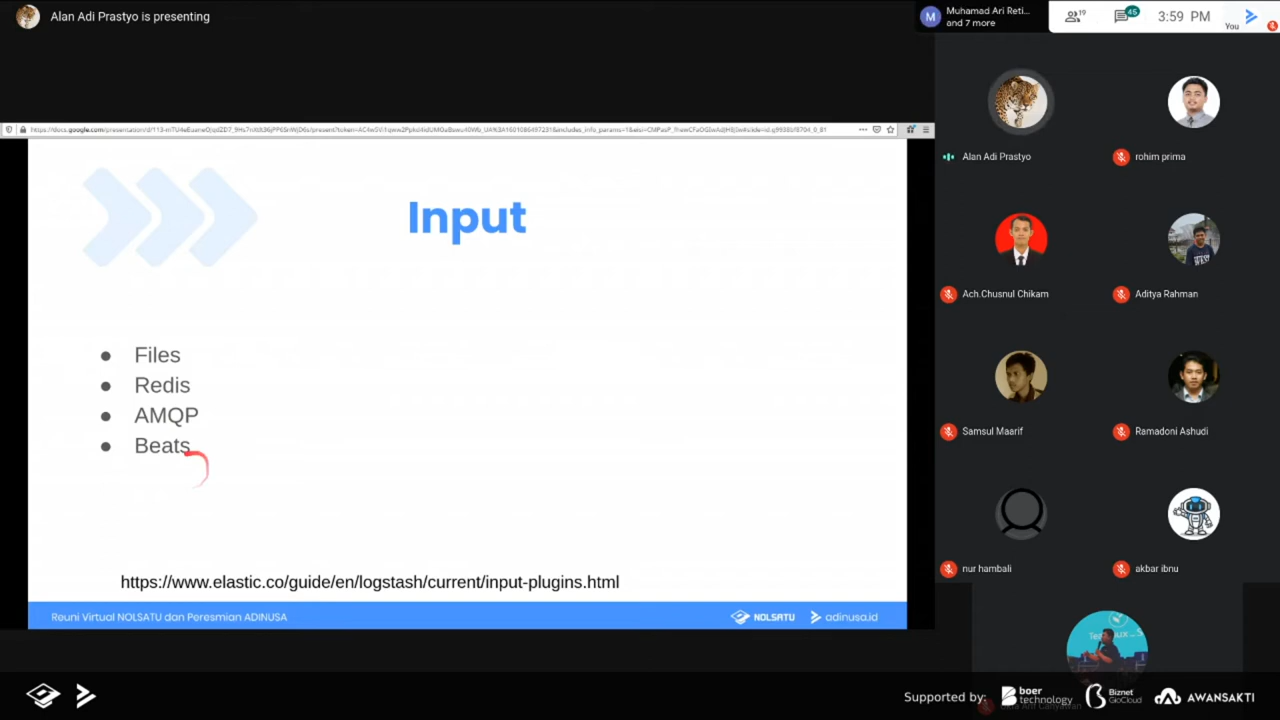 Alan Adi Prastyo is presenting
Muhamad Ari Reti...
and 7 more
19
45
3:59 PM
You
Input
Files
Redis
AMQP
Beats
https://www.elastic.co/guide/en/logstash/current/input-plugins.html
Reuni Virtual NOLSATU dan Peresmian ADINUSA
NOLSATU
adinusa.id
Alan Adi Prastyo
rohim prima
Ach.Chusnul Chikam
Aditya Rahman
Samsul Maarif
Ramadoni Ashudi
nur hambali
akbar ibnu
Supported by:
boer technology
Biznet GioCloud
AWANSAKTI